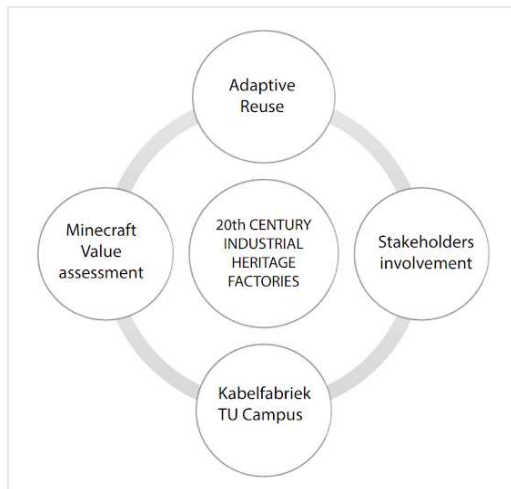 Adaptive
Reuse
Minecraft
Value
assessment
20th CENTURY
INDUSTRIAL
HERITAGE
FACTORIES
Stakeholders
involvement
Kabelfabriek
TU Campus